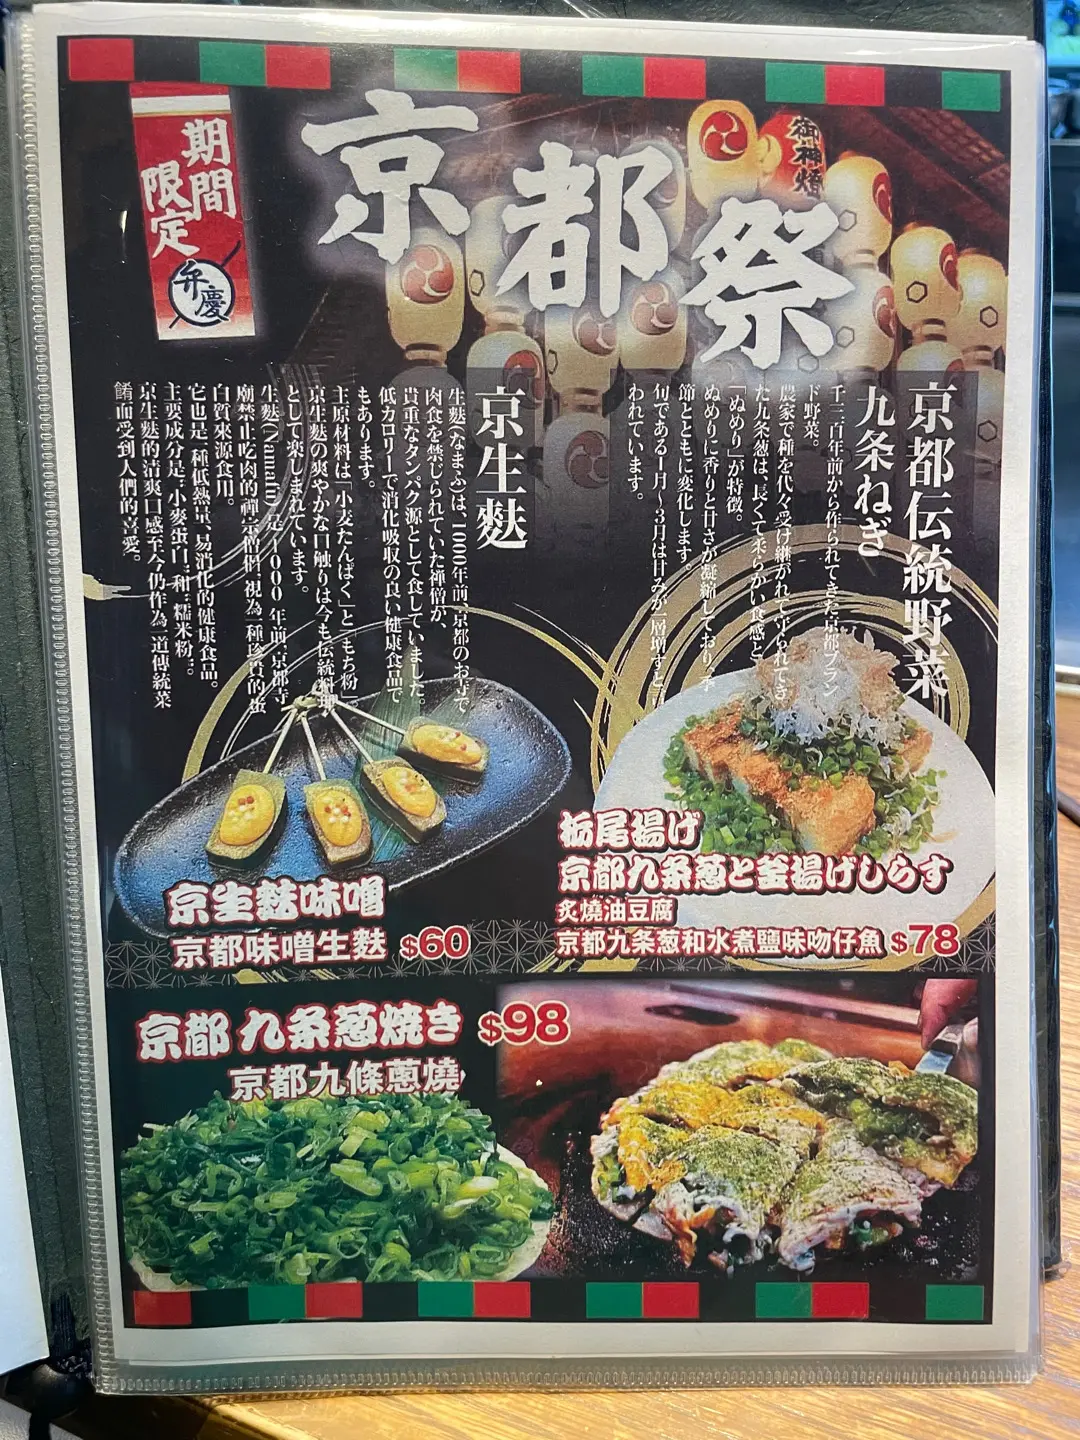 期間
限定
弁慶
京都祭
御神燈
京都伝統野菜
九条ねぎ
千三百年前から作られてきた京都ブラン
ド野菜。
農家で種を代々受け継がれて守られてき
た九条葱は、長くて柔らかい食感と
「ぬめり」が特徴。
ぬめりに香りと甘さが凝縮しており、季
節とともに変化します。
旬である1月～3月は甘みが一層増すと言
われています。
京生麩
生麩(なまふ)は、1000年前、京都のお寺で
肉食を禁じられていた禅僧が、
貴重なタンパク源として食していました。
低カロリーで消化吸収の良い健康食品で
もあります。
主原材料は「小麦たんぱく」と「もち粉」。
京生麩の爽やかな口触りは今も伝統料理
として楽しまれています。
生麩(Namafu)是1000年前,京都寺
廟禁止吃肉的禪宗僧侶,視為一種珍貴的蛋
白質來源食用。
它也是一種低熱量、易消化的健康食品。
主要成分是"小麥蛋白"和"糯米粉"。
京生麩的清爽口感至今仍作為一道傳統菜
餚而受到人們的喜愛。
栃尾揚げ
京都九条葱と釜揚げしらす
炙燒油豆腐
京都九条葱和水煮鹽味吻仔魚 $78
京生麩味噌
京都味噌生麩 $60
京都 九条葱焼き $98
京都九條蔥燒